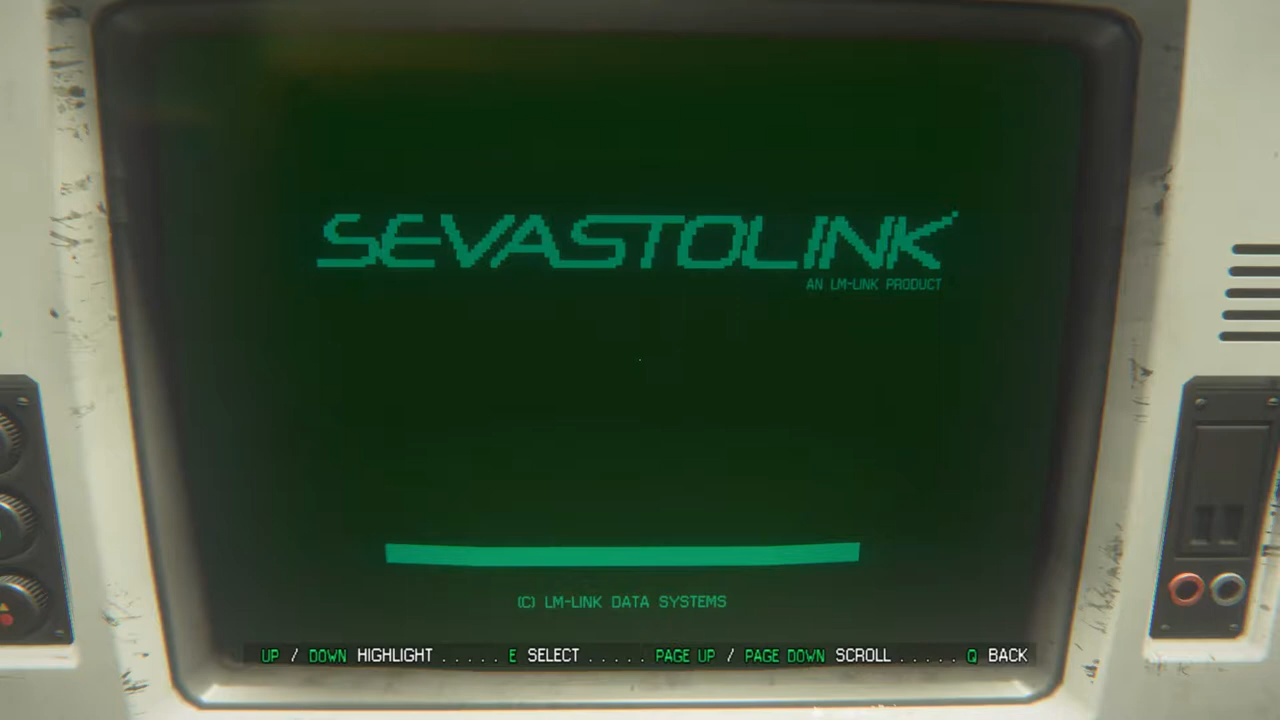 SEVASTOLINK
AN LM-LINK PRODUCT
(C) LM-LINK DATA SYSTEMS
UP / DOWN HIGHLIGHT ..... E SELECT ..... PAGE UP / PAGE DOWN SCROLL ..... Q BACK